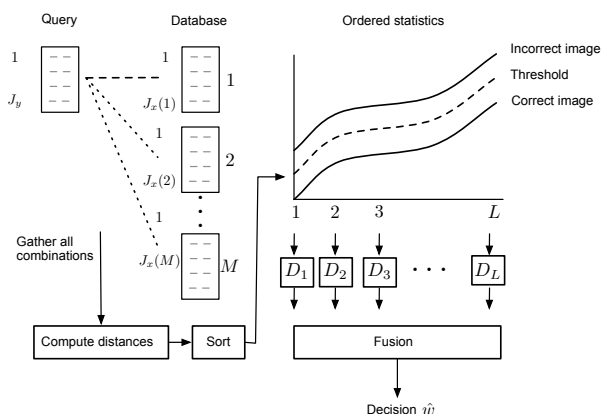 Query
Database
Ordered statistics
1
J_y
1
J_x(1)
1
1
J_x(2)
2
1
J_x(M)
M
Gather all
combinations
Compute distances
Sort
Incorrect image
Threshold
Correct image
1 2 3 L
D_1 D_2 D_3 · · · D_L
Fusion
Decision ŵ